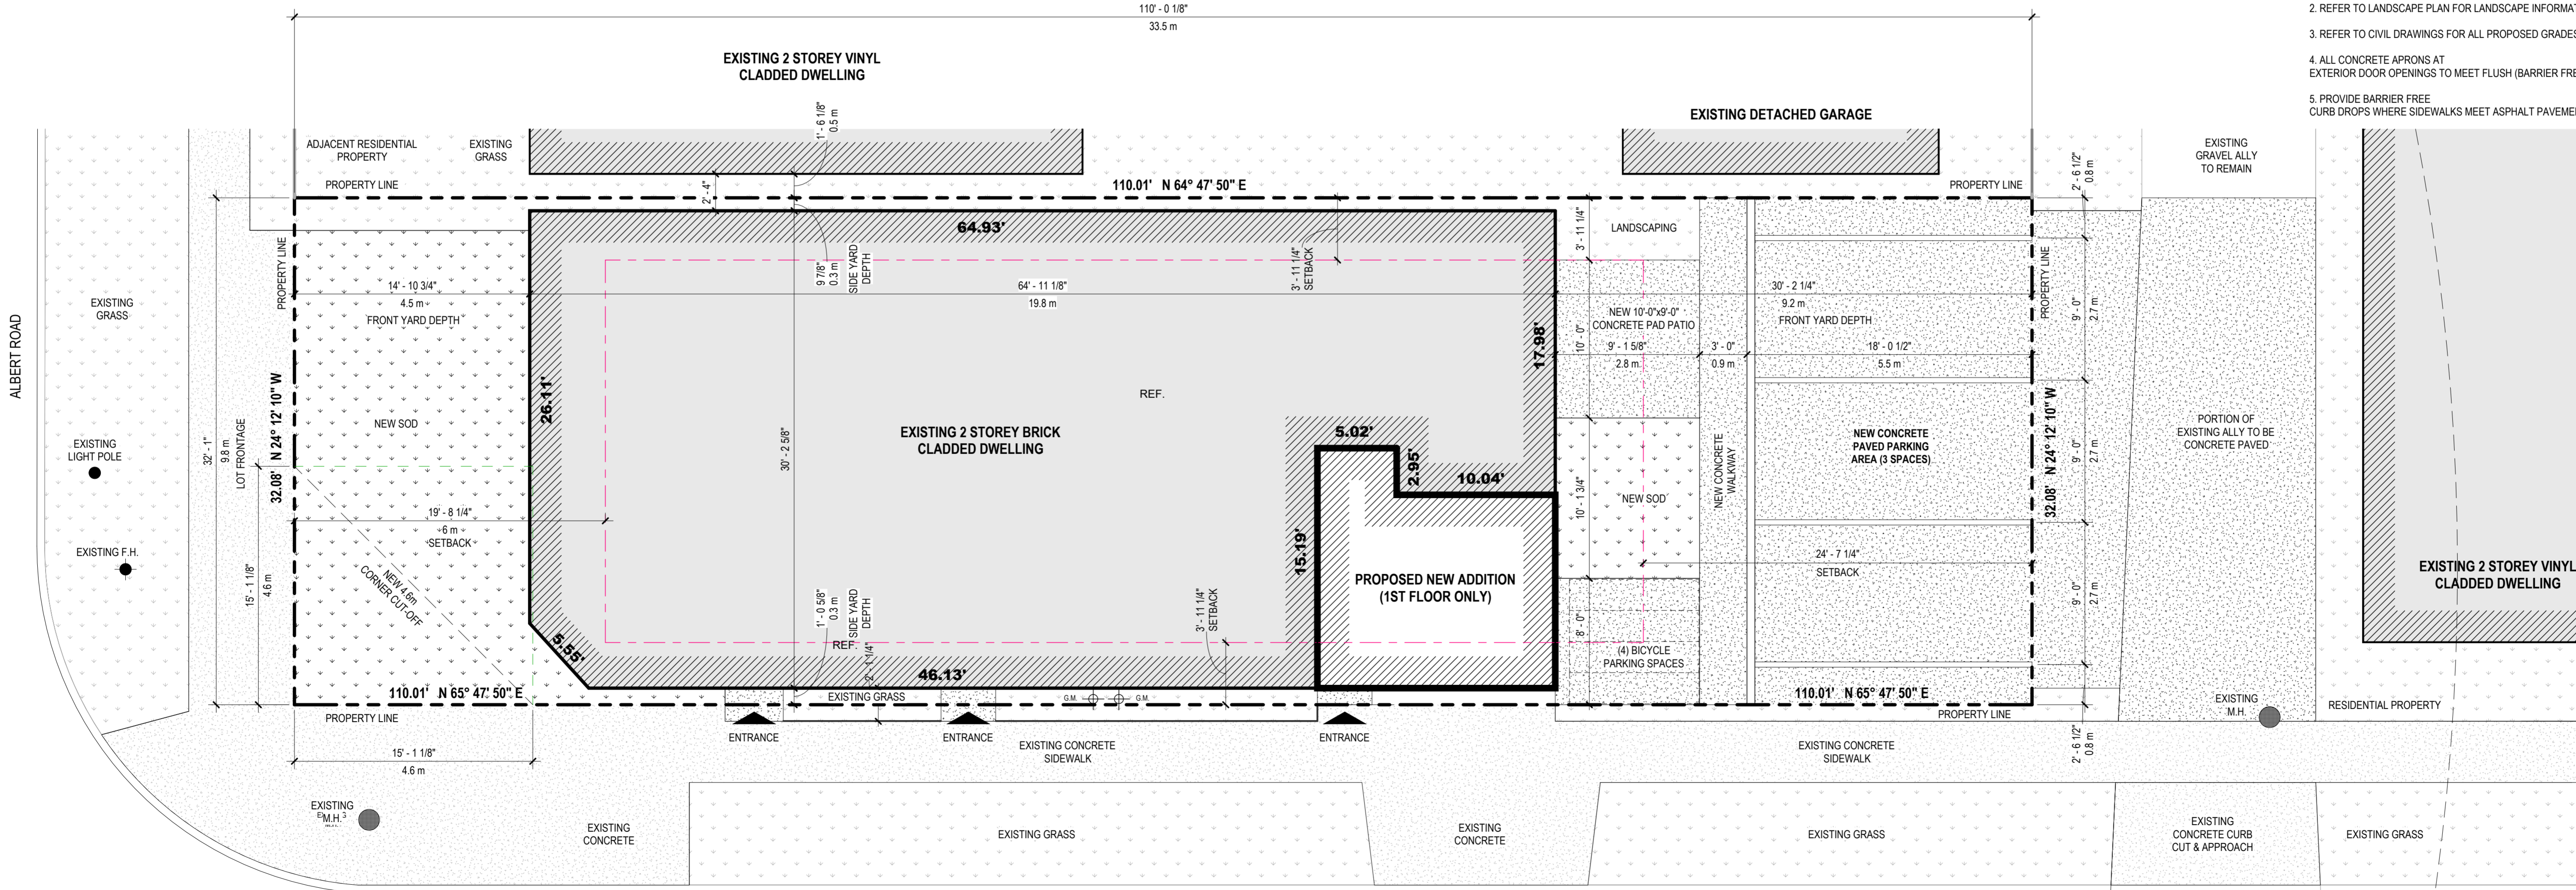 110' - 0 1/8"
33.5 m
2. REFER TO LANDSCAPE PLAN FOR LANDSCAPE INFORMAT
3. REFER TO CIVIL DRAWINGS FOR ALL PROPOSED GRADES
4. ALL CONCRETE APRONS AT
EXTERIOR DOOR OPENINGS TO MEET FLUSH (BARRIER FRE
5. PROVIDE BARRIER FREE
CURB DROPS WHERE SIDEWALKS MEET ASPHALT PAVEME
EXISTING 2 STOREY VINYL
CLADDED DWELLING
1' - 6 1/8"
0.5 m
EXISTING DETACHED GARAGE
ADJACENT RESIDENTIAL
PROPERTY
EXISTING
GRASS
PROPERTY LINE
2' - 4"
110.01' N 64° 47' 50" E
PROPERTY LINE
2' - 6 1/2"
0.8 m
EXISTING
GRAVEL ALLY
TO REMAIN
64.93'
PROPERTY LINE
9 7/8"
0.3 m
SIDE YARD
DEPTH
3' - 11 1/4"
SETBACK
3' - 11 1/4"
LANDSCAPING
PROPERTY LINE
14' - 10 3/4"
4.5 m
FRONT YARD DEPTH
64' - 11 1/8"
19.8 m
30' - 2 1/4"
9.2 m
FRONT YARD DEPTH
9' - 0"
2.7 m
EXISTING
GRASS
ALBERT ROAD
NEW 10'-0"x9'-0"
CONCRETE PAD PATIO
10' 0"
17.98'
9' - 1 5/8"
2.8 m
3' - 0"
0.9 m
18' - 0 1/2"
5.5 m
26.11'
REF.
NEW SOD
32' - 1"
9.8 m
LOT FRONTAGE
32.08' N 24° 12' 10" W
EXISTING
LIGHT POLE
30' - 2 5/8"
EXISTING 2 STOREY BRICK
CLADDED DWELLING
5.02'
2.95'
10.04'
10' - 1 3/4"
NEW SOD
NEW CONCRETE
WALKWAY
NEW CONCRETE
PAVED PARKING
AREA (3 SPACES)
32.08' N 24° 12' 10" W
9' - 0"
2.7 m
PORTION OF
EXISTING ALLY TO BE
CONCRETE PAVED
19' - 8 1/4"
6 m
SETBACK
EXISTING F.H.
15' - 1 1/8"
4.6 m
NEW 4.6m
CORNER CUT-OFF
15.19'
PROPOSED NEW ADDITION
(1ST FLOOR ONLY)
24' - 7 1/4"
SETBACK
9' - 0"
2.7 m
EXISTING 2 STOREY VINYL
CLADDED DWELLING
1' - 0 5/8"
0.3 m
SIDE YARD
DEPTH
REF.
2' - 1 1/4"
3' - 11 1/4"
SETBACK
8' - 0"
(4) BICYCLE
PARKING SPACES
5.55'
46.13'
110.01' N 65° 47' 50" E
EXISTING GRASS
G.M.
G.M.
110.01' N 65° 47' 50" E
EXISTING
M.H.
RESIDENTIAL PROPERTY
PROPERTY LINE
PROPERTY LINE
ENTRANCE
ENTRANCE
ENTRANCE
15' - 1 1/8"
4.6 m
EXISTING CONCRETE
SIDEWALK
EXISTING CONCRETE
SIDEWALK
2' - 6 1/2"
0.8 m
EXISTING
M.H.
EXISTING
CONCRETE
EXISTING GRASS
EXISTING
CONCRETE
EXISTING GRASS
EXISTING
CONCRETE CURB
CUT & APPROACH
EXISTING GRASS